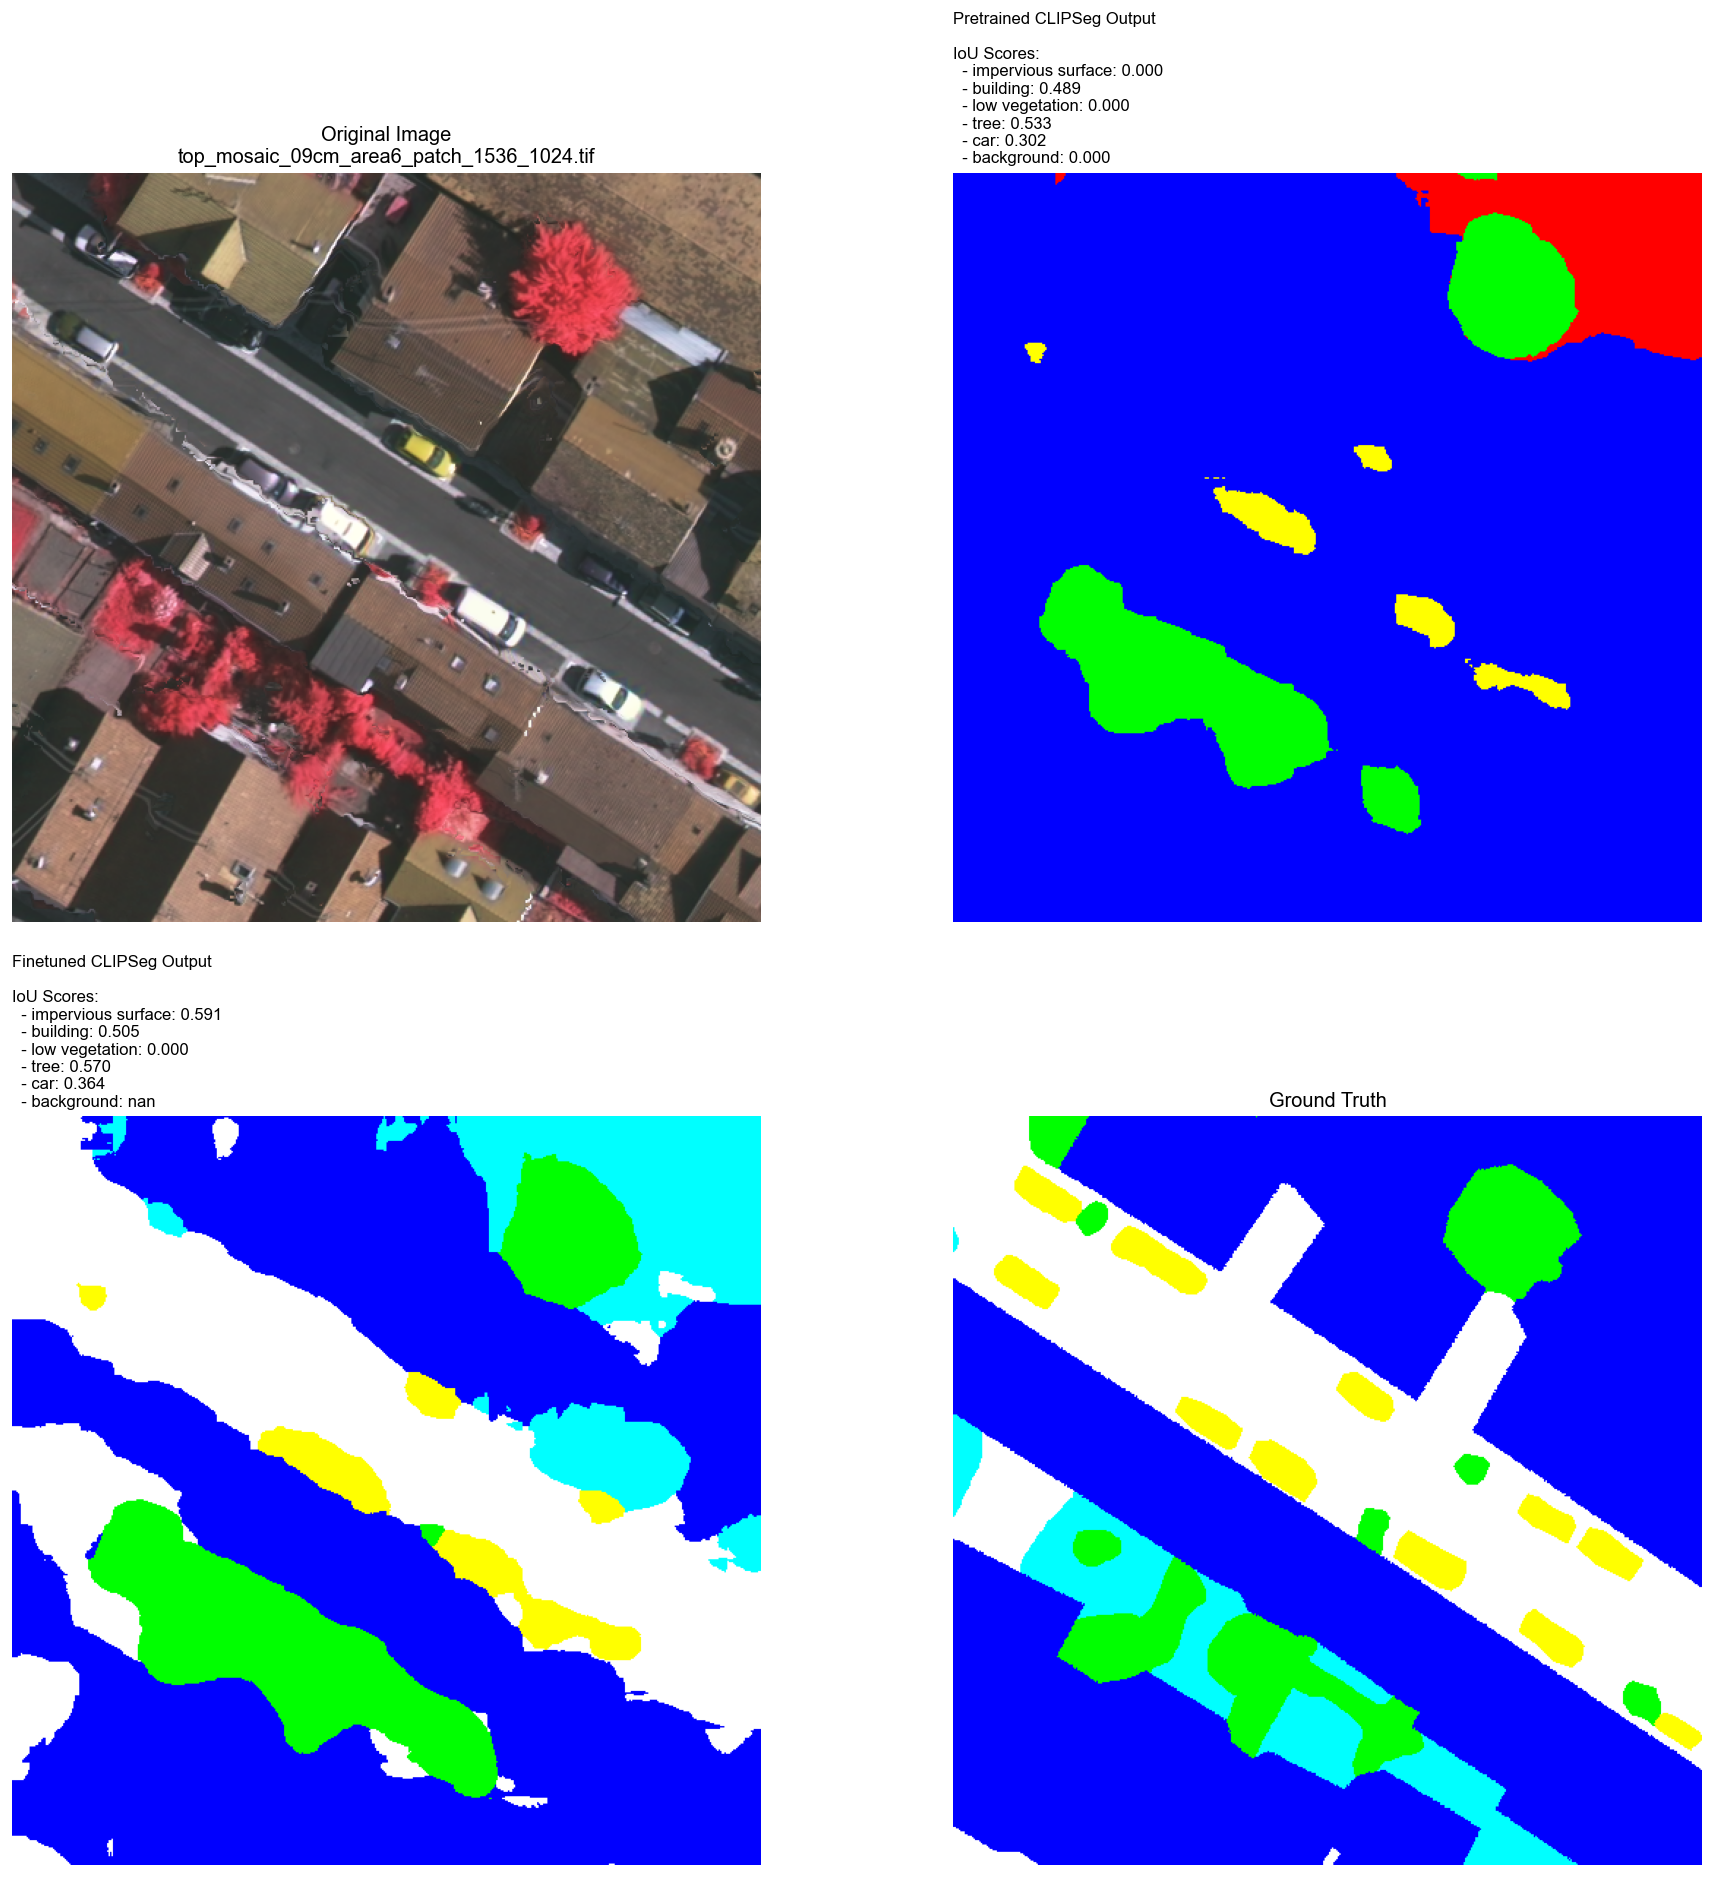 Pretrained CLIPSeg Output
IoU Scores:
- impervious surface: 0.000
- building: 0.489
- low vegetation: 0.000
- tree: 0.533
- car: 0.302
- background: 0.000
Original Image
top_mosaic_09cm_area6_patch_1536_1024.tif
Finetuned CLIPSeg Output
IoU Scores:
- impervious surface: 0.591
- building: 0.505
- low vegetation: 0.000
- tree: 0.570
- car: 0.364
- background: nan
Ground Truth